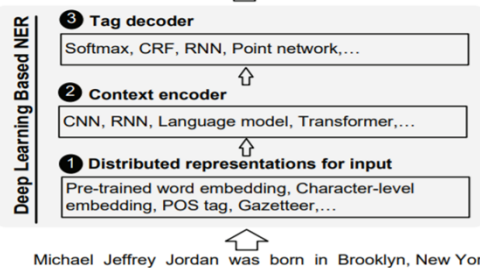 3 Tag decoder
Softmax, CRF, RNN, Point network,...
2 Context encoder
CNN, RNN, Language model, Transformer,...
1 Distributed representations for input
Pre-trained word embedding, Character-level
embedding, POS tag, Gazetteer,...
Deep Learning Based NER
Michael Jeffrey Jordan was born in Brooklyn, New